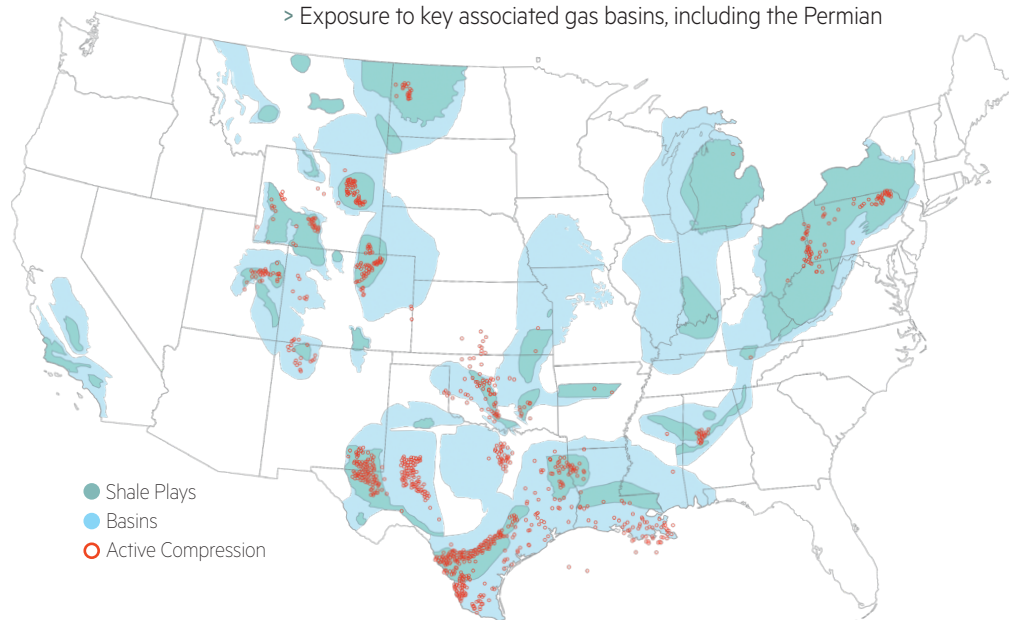 > Exposure to key associated gas basins, including the Permian
Shale Plays
Basins
Active Compression